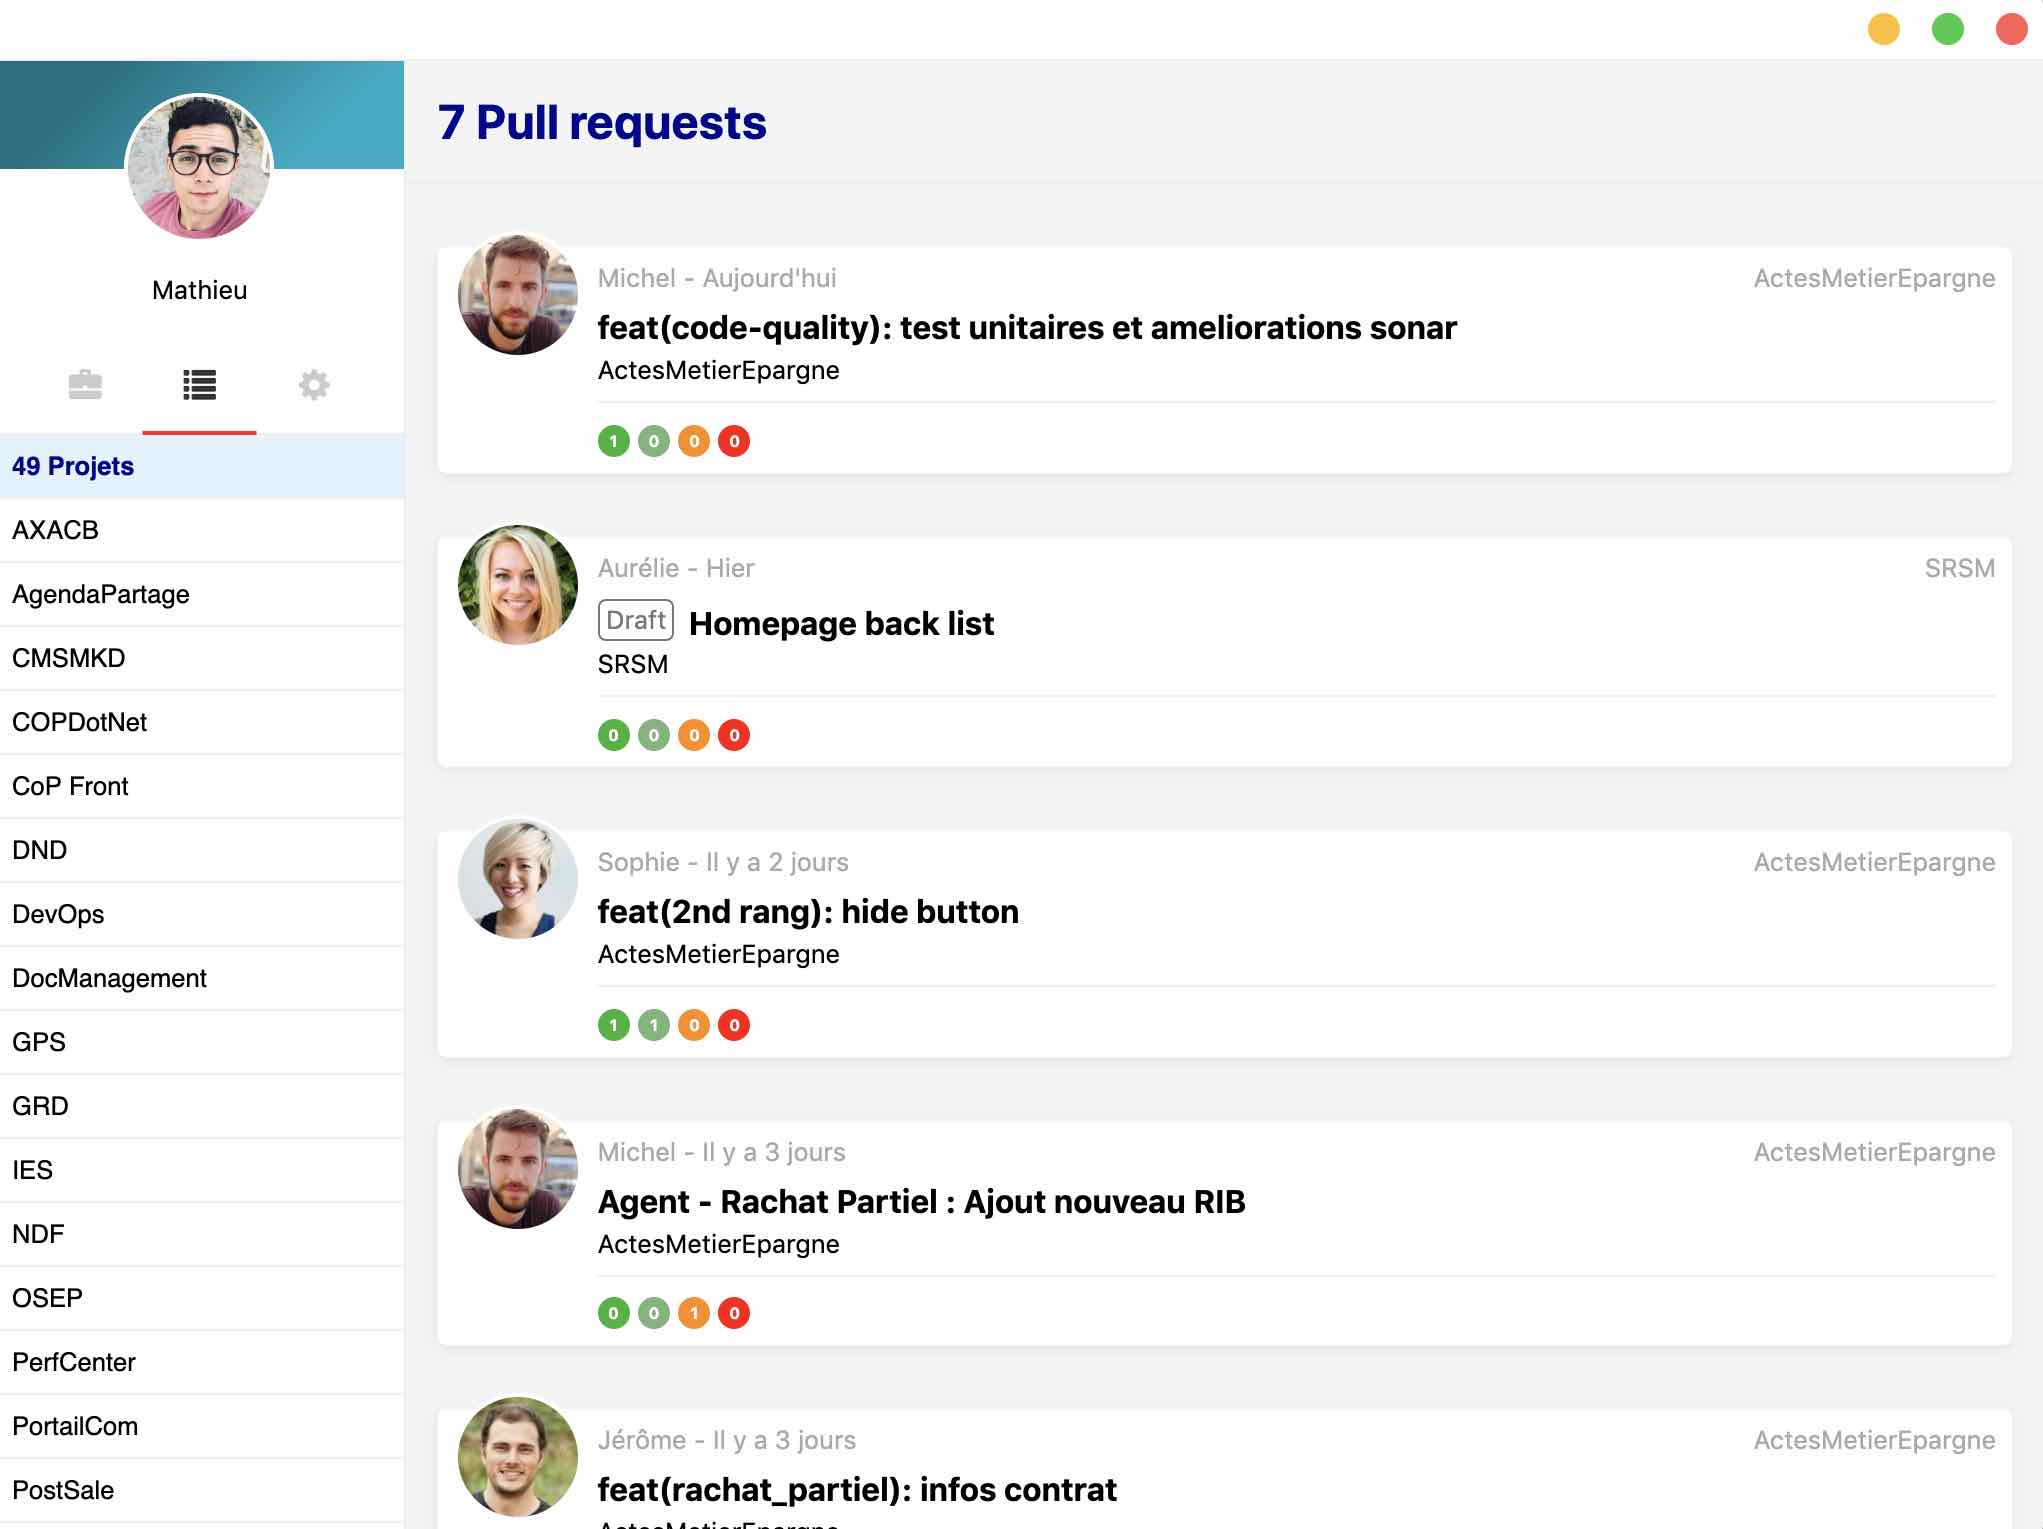 7 Pull requests
Mathieu
49 Projets
AXACB
AgendaPartage
CMSMKD
COPDotNet
CoP Front
DND
DevOps
DocManagement
GPS
GRD
IES
NDF
OSEP
PerfCenter
PortailCom
PostSale
Michel - Aujourd'hui
ActesMetierEpargne
feat(code-quality): test unitaires et ameliorations sonar
ActesMetierEpargne
1 0 0 0
Aurélie - Hier
SRSM
Draft Homepage back list
SRSM
0 0 0 0
Sophie - Il y a 2 jours
ActesMetierEpargne
feat(2nd rang): hide button
ActesMetierEpargne
1 1 0 0
Michel - Il y a 3 jours
ActesMetierEpargne
Agent - Rachat Partiel : Ajout nouveau RIB
ActesMetierEpargne
0 0 1 0
Jérôme - Il y a 3 jours
ActesMetierEpargne
feat(rachat_partiel): infos contrat
ActesMetierEpargne